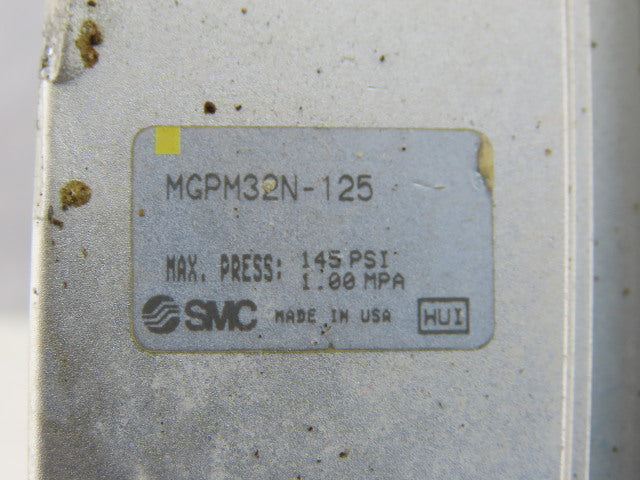 MGPM32N-125
MAX. PRESS: 145 PSI
1.00 MPA
SMC MADE IN USA HUI